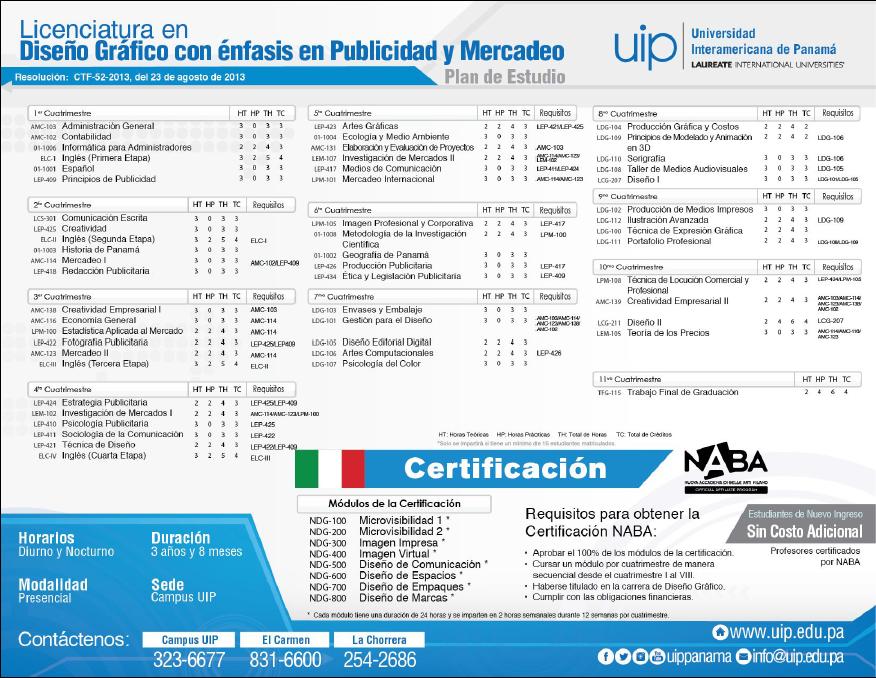 Licenciatura en
Diseño Gráfico con énfasis en Publicidad y Mercadeo
Resolución: CTF-52-2013, del 23 de agosto de 2013
Plan de Estudio
uip
Universidad
Interamericana de Panamá
LAUREATE INTERNATIONAL UNIVERSITIES®
1er Cuatrimestre HT HP TH TC
AMC-103 Administración General 3 0 3 3
AMC-102 Contabilidad 3 0 3 3
01-1006 Informática para Administradores 2 2 4 3
ELC-1 Inglés (Primera Etapa) 3 2 5 4
01-1001 Español 3 0 3 3
LEP-409 Principios de Publicidad 3 0 3 3
2do Cuatrimestre HT HP TH TC Requisitos
LCS-301 Comunicación Escrita 3 0 3 3
LEP-425 Creatividad 3 0 3 3
ELC-II Inglés (Segunda Etapa) 3 2 5 4 ELC-I
01-1003 Historia de Panamá 3 0 3 3
AMC-114 Mercadeo I 3 0 3 3 AMC-102/LEP-409
LEP-418 Redacción Publicitaria 3 0 3 3
3er Cuatrimestre HT HP TH TC Requisitos
AMC-138 Creatividad Empresarial I 3 0 3 3 AMC-103
AMC-116 Economía General 3 0 3 3 AMC-114
LPM-100 Estadística Aplicada al Mercado 2 2 4 3 AMC-114
LEP-422 Fotografía Publicitaria 2 2 4 3 LEP-425/LEP409
AMC-123 Mercadeo II 2 2 4 3 AMC-114
ELC-III Inglés (Tercera Etapa) 3 2 5 4 ELC-II
4to Cuatrimestre HT HP TH TC Requisitos
LEP-424 Estrategia Publicitaria 2 2 4 3 LEP-425/LEP-409
LEM-102 Investigación de Mercados I 2 2 4 3 AMC-114/AMC-123/LPM-100
LEP-410 Psicología Publicitaria 3 0 3 3 LEP-425
LEP-411 Sociología de la Comunicación 3 0 3 3 LEP-422
LEP-421 Técnica de Diseño 2 2 4 3 LEP-422/LEP-409
ELC-IV Inglés (Cuarta Etapa) 3 2 5 4 ELC-III
5to Cuatrimestre HT HP TH TC Requisitos
LEP-423 Artes Gráficas 2 2 4 3 LEP-421/LEP-425
01-1004 Ecología y Medio Ambiente 3 0 3 3
AMC-131 Elaboración y Evaluación de Proyectos 2 2 4 3 AMC-103
LEM-107 Investigación de Mercados II 2 2 4 3 AMC-114/AMC-123/
LEM-102
LEP-417 Medios de Comunicación 3 0 3 3 LEP-411/LEP-424
LPM-101 Mercadeo Internacional 3 0 3 3 AMC-114/AMC-123
6to Cuatrimestre HT HP TH TC Requisitos
LPM-105 Imagen Profesional y Corporativa 2 2 4 3 LEP-417
01-1008 Metodología de la Investigación 2 2 4 3 LPM-100
Científica
01-1002 Geografía de Panamá 3 0 3 3
LEP-426 Producción Publicitaria 3 0 3 3 LEP-417
LEP-434 Ética y Legislación Publicitaria 3 0 3 3 LEP-409
7mo Cuatrimestre HT HP TH TC Requisitos
LDG-103 Envases y Embalaje 3 0 3 3
LDG-101 Gestión para el Diseño 3 0 3 3
LDG-105 Diseño Editorial Digital 2 2 4 3
LDG-106 Artes Computacionales 2 2 4 3 LEP-426
LDG-107 Psicología del Color 3 0 3 3
8vo Cuatrimestre HT HP TH TC Requisitos
LDG-104 Producción Gráfica y Costos 2 2 4 2
LDG-109 Principios de Modelado y Animación 2 2 4 2 LDG-106
en 3D
LDG-110 Serigrafía 3 0 3 3 LDG-106
LDG-108 Taller de Medios Audiovisuales 3 0 3 3 LDG-105
LCG-207 Diseño I 3 0 3 3 LDG-101/LDG-105
9no Cuatrimestre HT HP TH TC Requisitos
LDG-102 Producción de Medios Impresos 3 0 3 3
LDG-112 Ilustración Avanzada 2 2 4 3 LDG-109
LDG-100 Técnica de Expresión Gráfica 2 2 4 3
LDG-111 Portafolio Profesional 2 2 4 3 LDG-108/LDG-109
10mo Cuatrimestre HT HP TH TC Requisitos
LPM-108 Técnica de Locución Comercial y 2 2 4 3 LEP-434/LPM-105
Profesional
AMC-139 Creatividad Empresarial II 2 2 4 3 AMC-103/AMC-114/
AMC-123/AMC-138/
AMC-102
LCG-211 Diseño II 2 4 6 4 LCG-207
LEM-105 Teoría de los Precios 3 0 3 3 AMC-114/AMC-116/
AMC-123
11vo Cuatrimestre HT HP TH TC
TFG-115 Trabajo Final de Graduación 2 4 6 4
HT: Horas Teóricas HP: Horas Prácticas TH: Total de Horas TC: Total de Créditos
*Solo se impartirá si tiene un mínimo de 15 estudiantes matriculados.
Certificación
NABA
NUOVA ACCADEMIA DI BELLE ARTI MILANO
OFFICIAL AFFILIATE PROGRAM
Módulos de la Certificación
NDG-100 Microvisibilidad 1 *
NDG-200 Microvisibilidad 2 *
NDG-300 Imagen Impresa *
NDG-400 Imagen Virtual *
NDG-500 Diseño de Comunicación *
NDG-600 Diseño de Espacios *
NDG-700 Diseño de Empaques *
NDG-800 Diseño de Marcas *
* Cada módulo tiene una duración de 24 horas y se imparten en 2 horas semanales durante 12 semanas por cuatrimestre.
Requisitos para obtener la
Certificación NABA:
• Aprobar el 100% de los módulos de la certificación.
• Cursar un módulo por cuatrimestre de manera
secuencial desde el cuatrimestre I al VIII.
• Haberse titulado en la carrera de Diseño Gráfico.
• Cumplir con las obligaciones financieras.
Estudiantes de Nuevo Ingreso
Sin Costo Adicional
Profesores certificados
por NABA
Horarios
Diurno y Nocturno
Duración
3 años y 8 meses
Modalidad
Presencial
Sede
Campus UIP
Contáctenos:
Campus UIP
323-6677
El Carmen
831-6600
La Chorrera
254-2686
www.uip.edu.pa
uippanama
info@uip.edu.pa